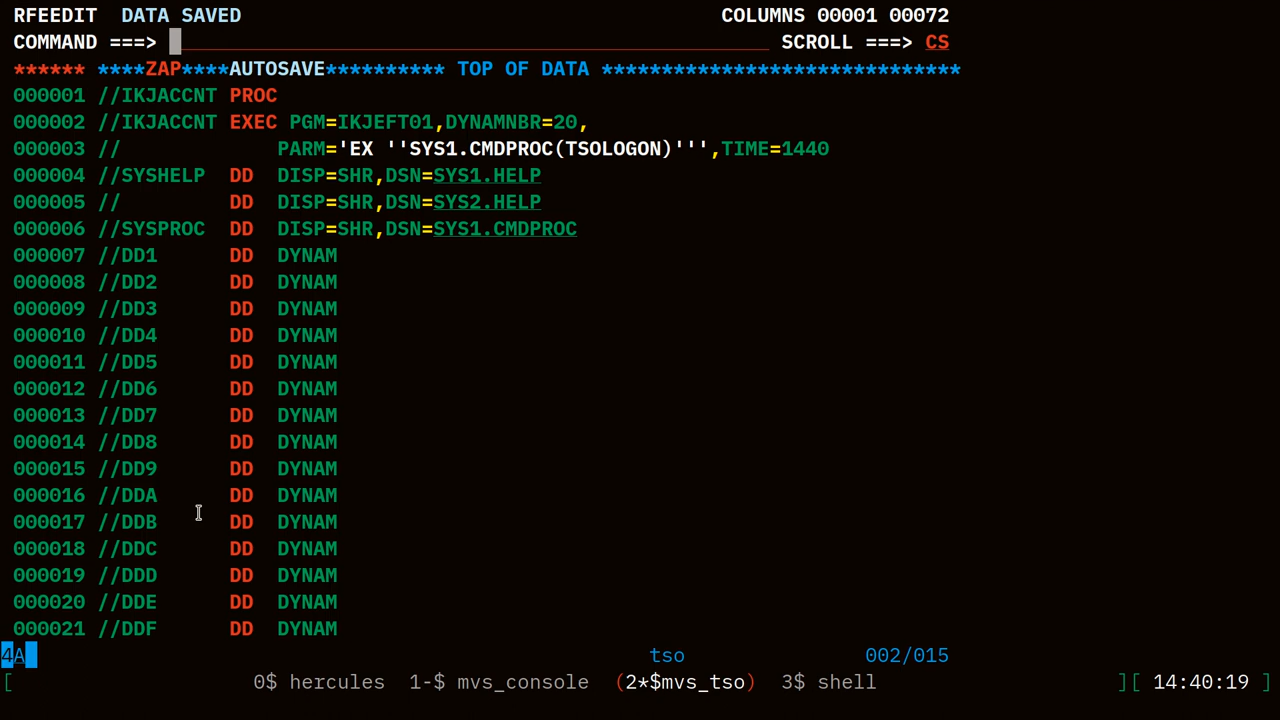 RFEEDIT  DATA SAVED                                        COLUMNS 00001 00072
COMMAND ===>                                                    SCROLL ===> CS
****** ****ZAP****AUTOSAVE********** TOP OF DATA ******************************
000001 //IKJACCNT PROC
000002 //IKJACCNT EXEC PGM=IKJEFT01,DYNAMNBR=20,
000003 //             PARM='EX ''SYS1.CMDPROC(TSOLOGON)''',TIME=1440
000004 //SYSHELP  DD  DISP=SHR,DSN=SYS1.HELP
000005 //         DD  DISP=SHR,DSN=SYS2.HELP
000006 //SYSPROC  DD  DISP=SHR,DSN=SYS1.CMDPROC
000007 //DD1      DD  DYNAM
000008 //DD2      DD  DYNAM
000009 //DD3      DD  DYNAM
000010 //DD4      DD  DYNAM
000011 //DD5      DD  DYNAM
000012 //DD6      DD  DYNAM
000013 //DD7      DD  DYNAM
000014 //DD8      DD  DYNAM
000015 //DD9      DD  DYNAM
000016 //DDA      DD  DYNAM
000017 //DDB      DD  DYNAM
000018 //DDC      DD  DYNAM
000019 //DDD      DD  DYNAM
000020 //DDE      DD  DYNAM
000021 //DDF      DD  DYNAM
4A                                                    tso               002/015
[                    0$ hercules  1-$ mvs_console  (2*$mvs_tso)  3$ shell                    ][ 14:40:19 ]